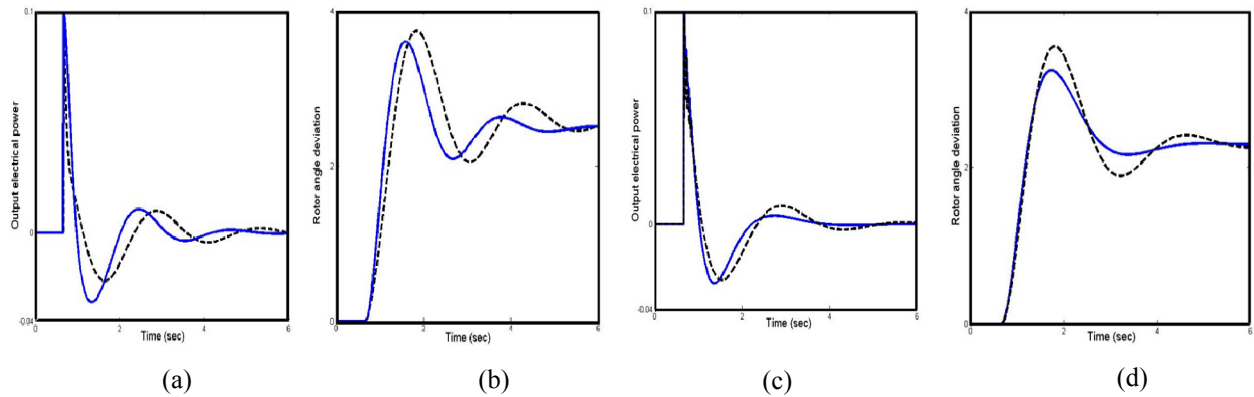 0.1
0
-0.04
0
2
4
6
Output electrical power
Time (sec)
(a)
4
2
0
0
2
4
6
Rotor angle deviation
Time (sec)
(b)
0.1
0
-0.04
0
2
4
6
Output electrical power
Time (sec)
(c)
4
2
0
0
2
4
6
Rotor angle deviation
Time (sec)
(d)